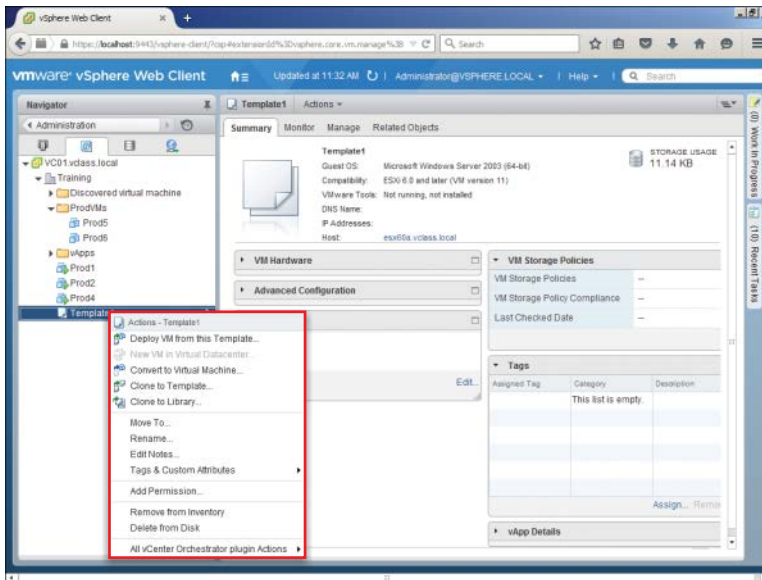 vSphere Web Client
https://localhost:9443/vsphere-client/?csp#extensionId%3Dvsphere.core.vm.manage%3B
Search
vmware vSphere Web Client
Updated at 11:32 AM
Administrator@VSPHERE.LOCAL
Help
Search
Navigator
Template1 Actions
Administration
Summary Monitor Manage Related Objects
VC01.vclass.local
Training
Discovered virtual machine
ProdVMs
Prod5
Prod6
vApps
Prod1
Prod2
Prod4
Template
Template1
Guest OS: Microsoft Windows Server 2003 (64-bit)
Compatibility: ESXi 6.0 and later (VM version 11)
VMware Tools: Not running, not installed
DNS Name:
IP Addresses:
Host: esxi60a.vclass.local
STORAGE USAGE
11.14 KB
VM Hardware
Advanced Configuration
Edit...
VM Storage Policies
VM Storage Policies --
VM Storage Policy Compliance --
Last Checked Date --
Tags
Assigned Tag Category Description
This list is empty.
Assign...
vApp Details
(0) Work In Progress
(10) Recent Tasks
Actions - Template1
Deploy VM from this Template...
New VM in Virtual Datacenter...
Convert to Virtual Machine...
Clone to Template...
Clone to Library...
Move To...
Rename...
Edit Notes...
Tags & Custom Attributes
Add Permission...
Remove from Inventory
Delete from Disk
All vCenter Orchestrator plugin Actions